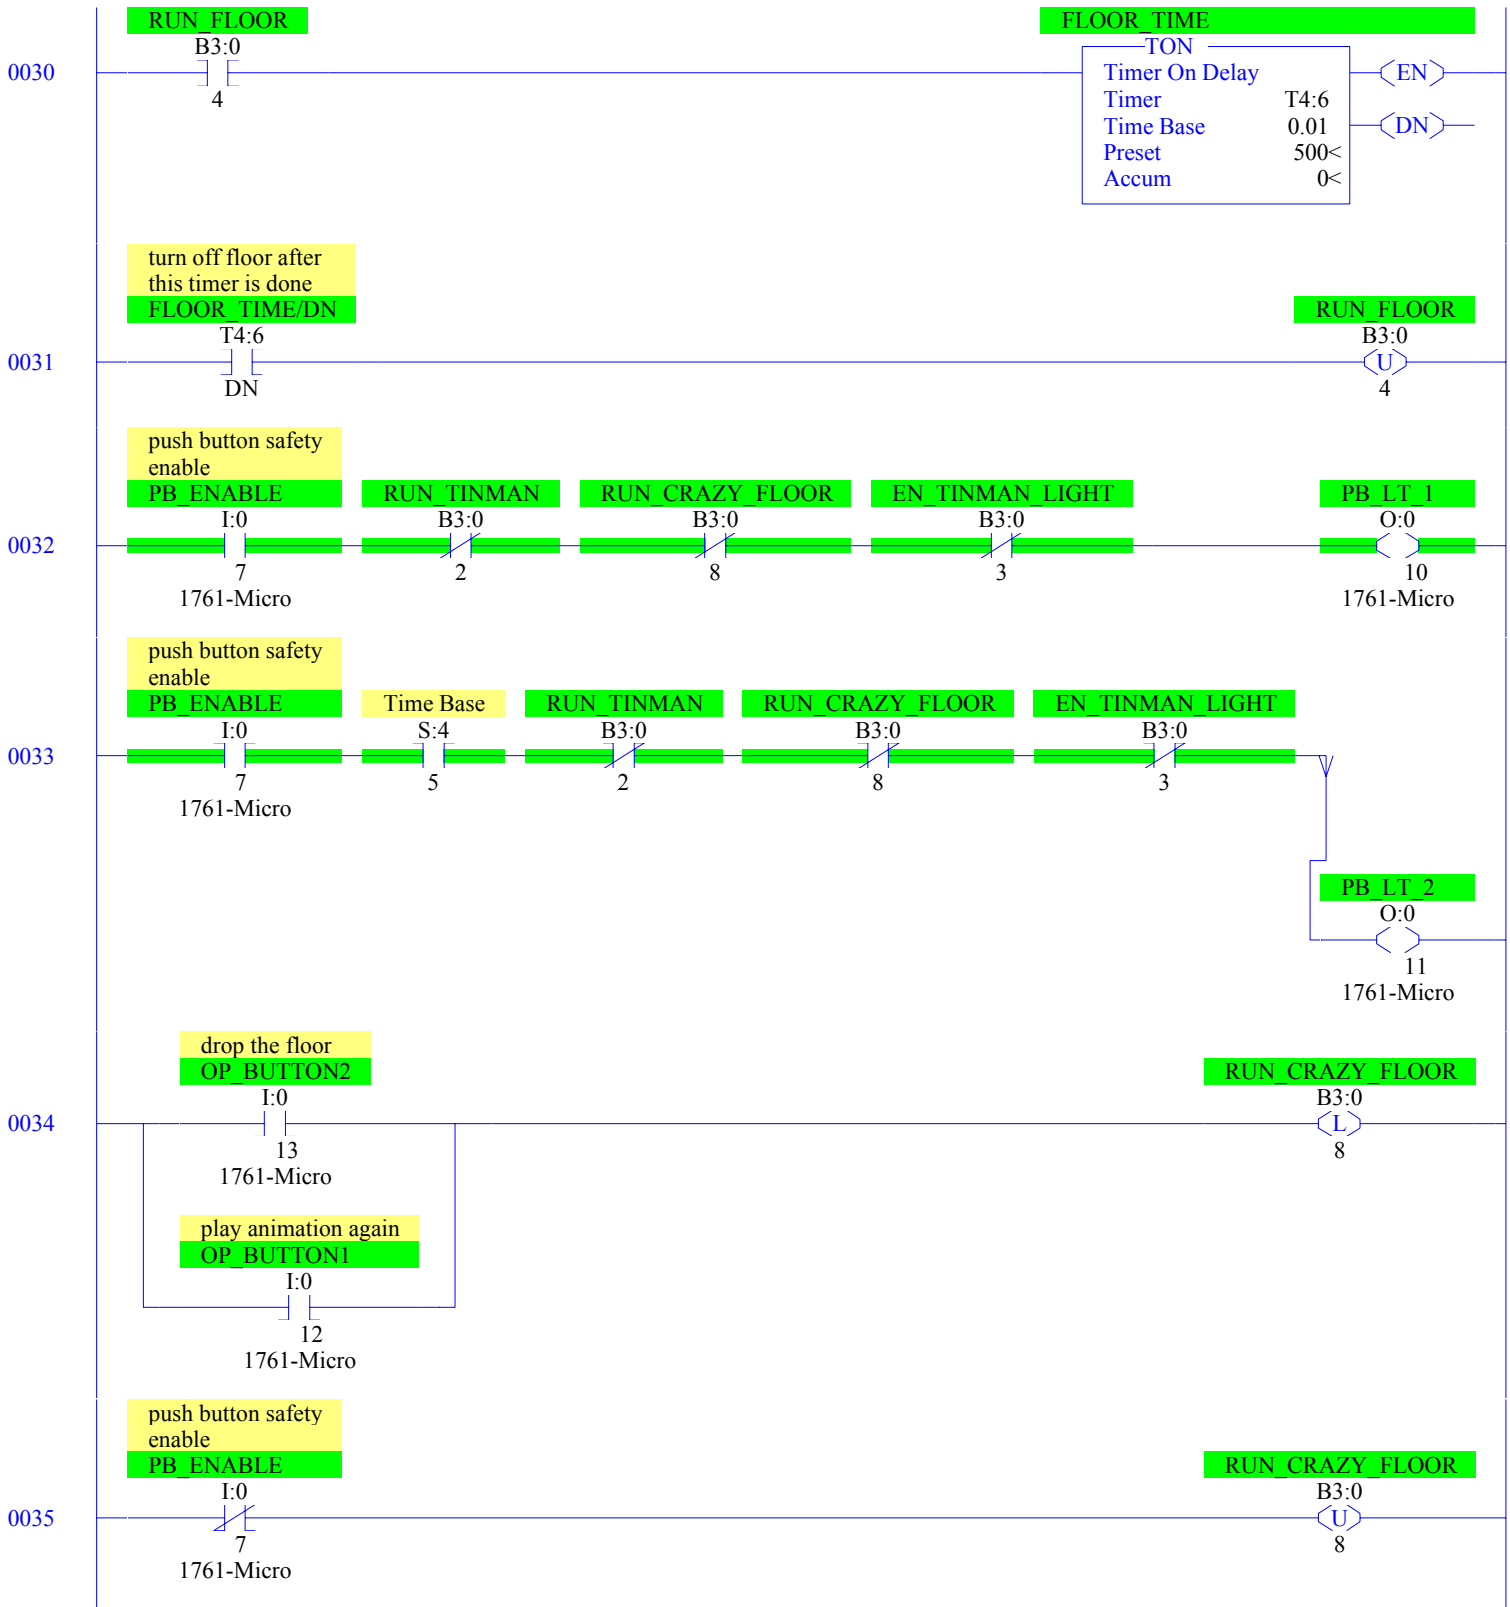 RUN_FLOOR
B3:0
4
FLOOR_TIME
TON
Timer On Delay
Timer T4:6
Time Base 0.01
Preset 500<
Accum 0<
EN
DN
0030
turn off floor after
this timer is done
FLOOR_TIME/DN
T4:6
DN
RUN_FLOOR
B3:0
U
4
0031
push button safety
enable
PB_ENABLE
I:0
7
1761-Micro
RUN_TINMAN
B3:0
2
RUN_CRAZY_FLOOR
B3:0
8
EN_TINMAN_LIGHT
B3:0
3
PB_LT_1
O:0
10
1761-Micro
0032
push button safety
enable
PB_ENABLE
I:0
7
1761-Micro
Time Base
S:4
5
RUN_TINMAN
B3:0
2
RUN_CRAZY_FLOOR
B3:0
8
EN_TINMAN_LIGHT
B3:0
3
PB_LT_2
O:0
11
1761-Micro
0033
drop the floor
OP_BUTTON2
I:0
13
1761-Micro
play animation again
OP_BUTTON1
I:0
12
1761-Micro
RUN_CRAZY_FLOOR
B3:0
L
8
0034
push button safety
enable
PB_ENABLE
I:0
7
1761-Micro
RUN_CRAZY_FLOOR
B3:0
U
8
0035